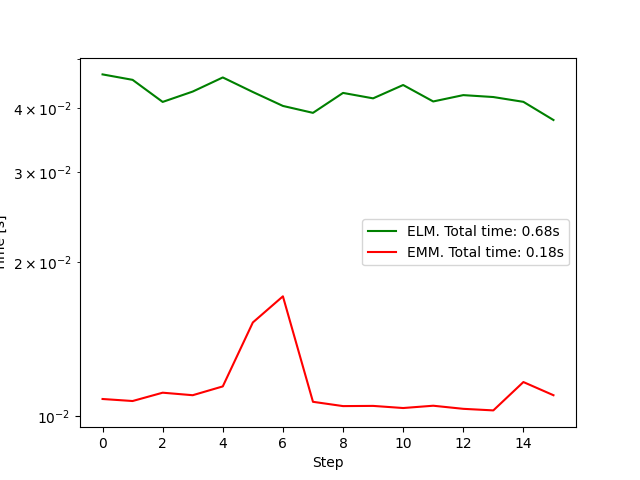 4 × 10⁻²
3 × 10⁻²
2 × 10⁻²
10⁻²
Time [s]
ELM. Total time: 0.68s
EMM. Total time: 0.18s
0 2 4 6 8 10 12 14
Step